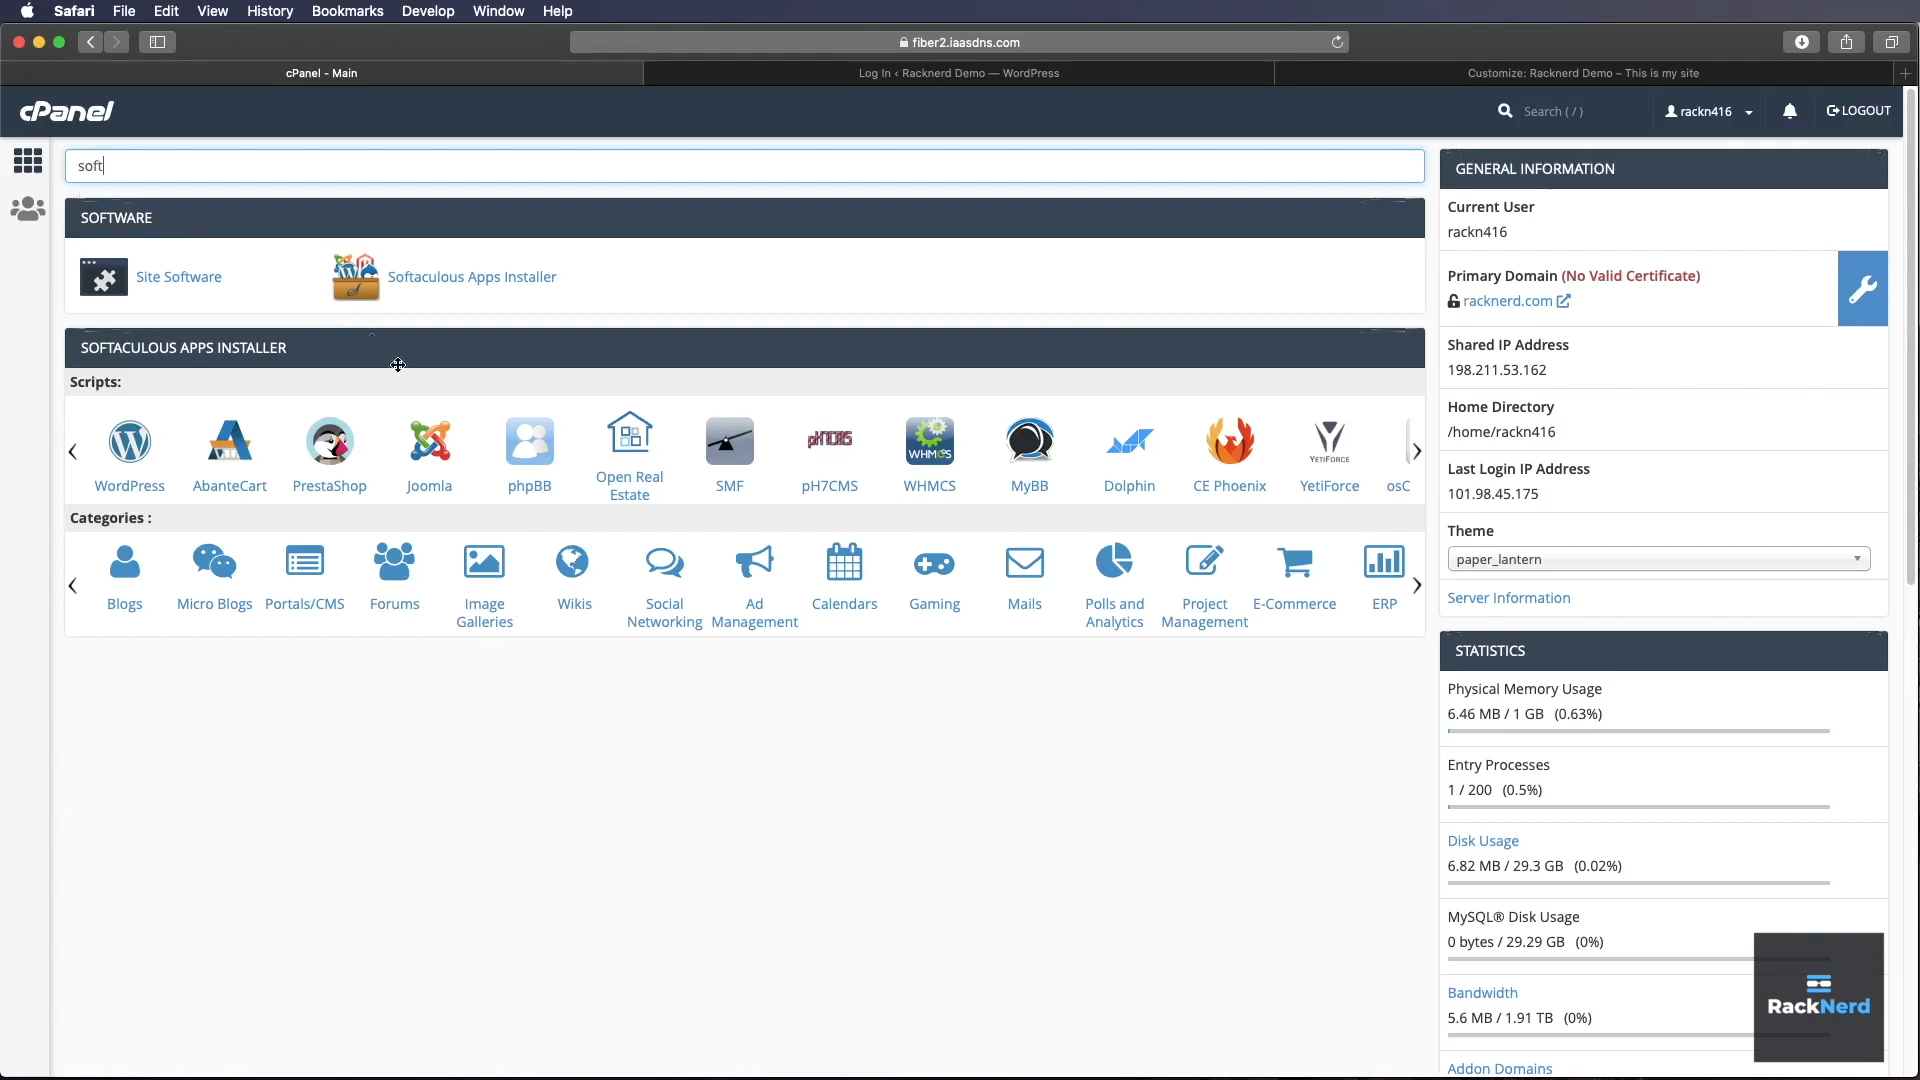 Safari File Edit View History Bookmarks Develop Window Help
fiber2.iaasdns.com
cPanel - Main
Log In ‹ Racknerd Demo — WordPress
Customize: Racknerd Demo – This is my site
cPanel
Search ( / )
rackn416
LOGOUT
soft
SOFTWARE
Site Software
Softaculous Apps Installer
SOFTACULOUS APPS INSTALLER
Scripts:
pH7CMS
WHMCS
YETIFORCE
WordPress
AbanteCart
PrestaShop
Joomla
phpBB
Open Real
Estate
SMF
pH7CMS
WHMCS
MyBB
Dolphin
CE Phoenix
YetiForce
osC
Categories :
Blogs
Micro Blogs
Portals/CMS
Forums
Image
Galleries
Wikis
Social
Networking
Ad
Management
Calendars
Gaming
Mails
Polls and
Analytics
Project
Management
E-Commerce
ERP
GENERAL INFORMATION
Current User
rackn416
Primary Domain (No Valid Certificate)
racknerd.com
Shared IP Address
198.211.53.162
Home Directory
/home/rackn416
Last Login IP Address
101.98.45.175
Theme
paper_lantern
Server Information
STATISTICS
Physical Memory Usage
6.46 MB / 1 GB (0.63%)
Entry Processes
1 / 200 (0.5%)
Disk Usage
6.82 MB / 29.3 GB (0.02%)
MySQL® Disk Usage
0 bytes / 29.29 GB (0%)
Bandwidth
5.6 MB / 1.91 TB (0%)
Addon Domains
RackNerd